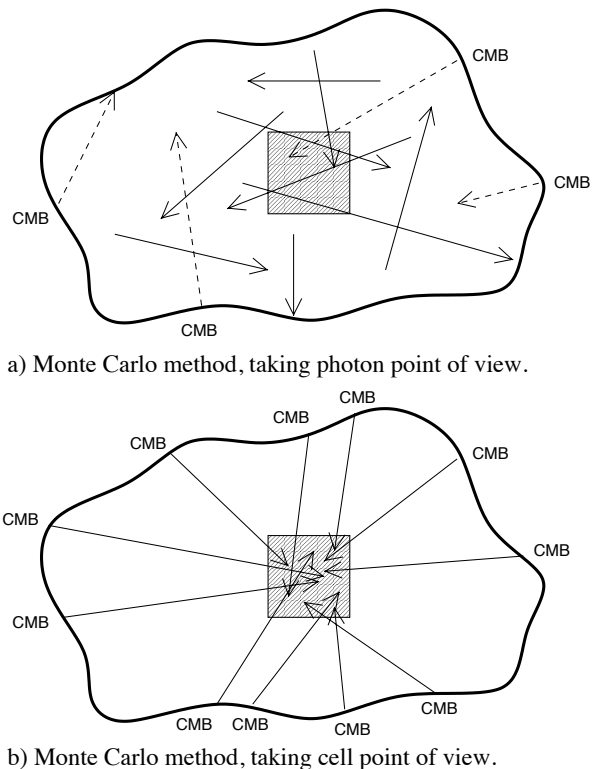 CMB
CMB
CMB
CMB
a) Monte Carlo method, taking photon point of view.
CMB
CMB
CMB
CMB
CMB
CMB
CMB
CMB
CMB
CMB
CMB
b) Monte Carlo method, taking cell point of view.